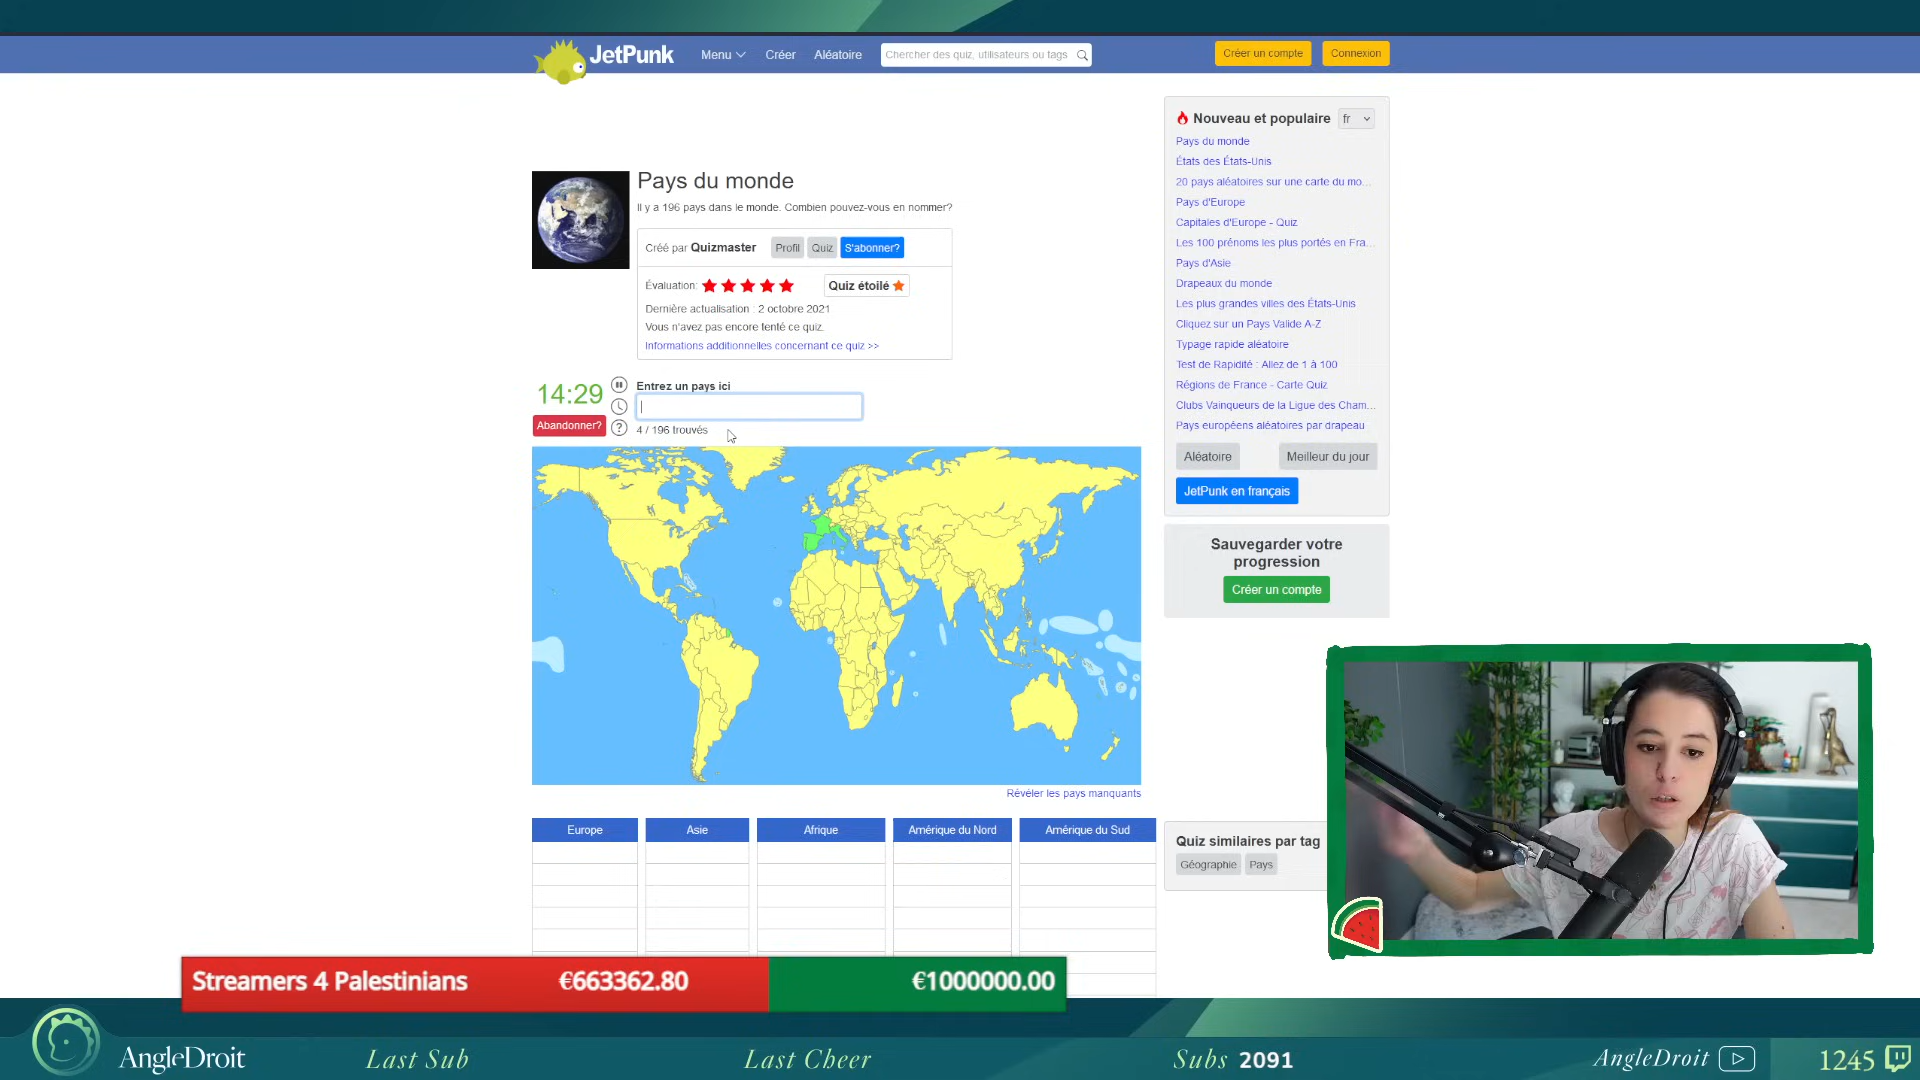 JetPunk
Menu
Créer
Aléatoire
Chercher des quiz, utilisateurs ou tags
Créer un compte
Connexion
Pays du monde
Il y a 196 pays dans le monde. Combien pouvez-vous en nommer?
Créé par Quizmaster
Profil
Quiz
S'abonner?
Évaluation:
Quiz étoilé
Dernière actualisation : 2 octobre 2021
Vous n'avez pas encore tenté ce quiz.
Informations additionnelles concernant ce quiz >>
14:29
Abandonner?
Entrez un pays ici
4 / 196 trouvés
Révéler les pays manquants
Europe
Asie
Afrique
Amérique du Nord
Amérique du Sud
Nouveau et populaire
fr
Pays du monde
États des États-Unis
20 pays aléatoires sur une carte du mo...
Pays d'Europe
Capitales d'Europe - Quiz
Les 100 prénoms les plus portés en Fra...
Pays d'Asie
Drapeaux du monde
Les plus grandes villes des États-Unis
Cliquez sur un Pays Valide A-Z
Typage rapide aléatoire
Test de Rapidité : Allez de 1 à 100
Régions de France - Carte Quiz
Clubs Vainqueurs de la Ligue des Cham...
Pays européens aléatoires par drapeau
Aléatoire
Meilleur du jour
JetPunk en français
Sauvegarder votre
progression
Créer un compte
Quiz similaires par tag
Géographie
Pays
Streamers 4 Palestinians
€663362.80
€1000000.00
AngleDroit
Last Sub
Last Cheer
Subs 2091
AngleDroit
1245